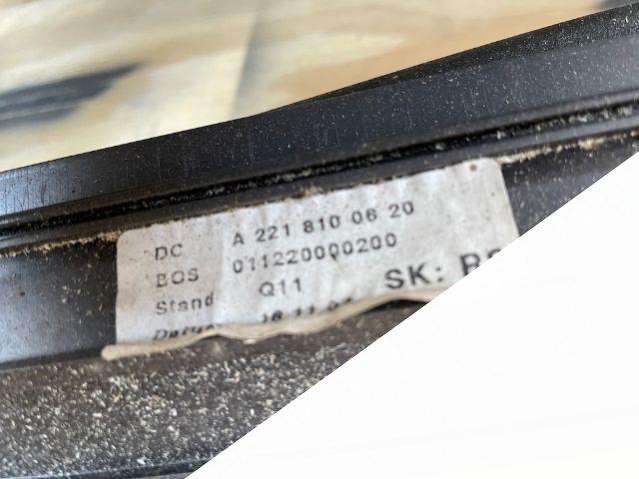 DC A 221 810 06 20
BOS 011220000200
Stand Q11 SK: